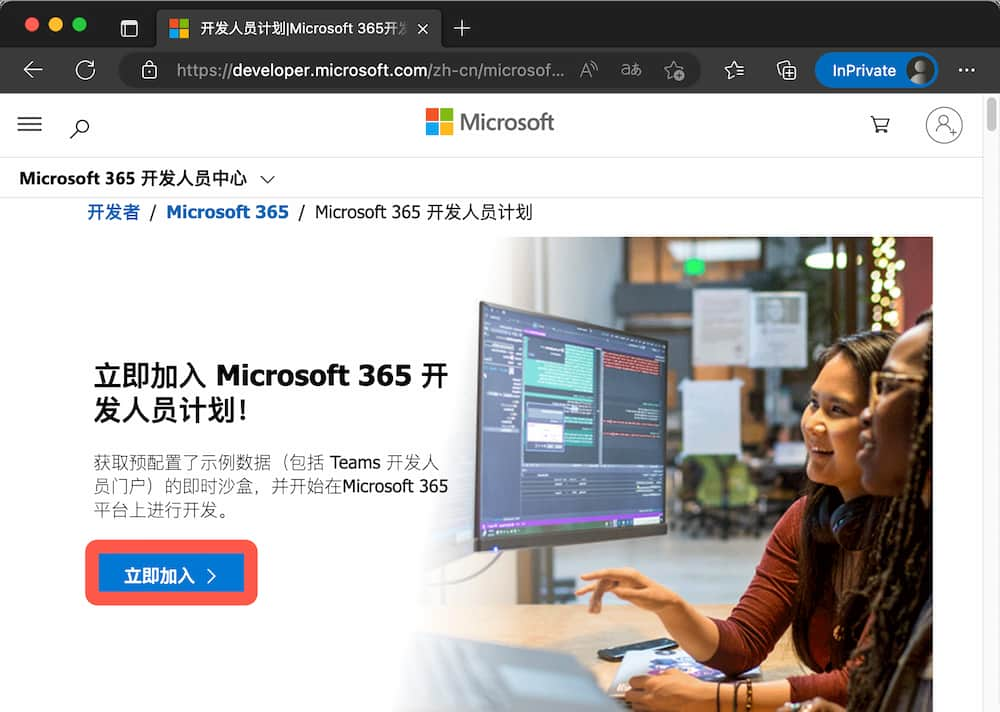 开发人员计划|Microsoft 365开发
https://developer.microsoft.com/zh-cn/microsof...
InPrivate
Microsoft
Microsoft 365 开发人员中心
开发者 / Microsoft 365 / Microsoft 365 开发人员计划
立即加入 Microsoft 365 开
发人员计划！
获取预配置了示例数据（包括 Teams 开发人
员门户）的即时沙盒，并开始在Microsoft 365
平台上进行开发。
立即加入